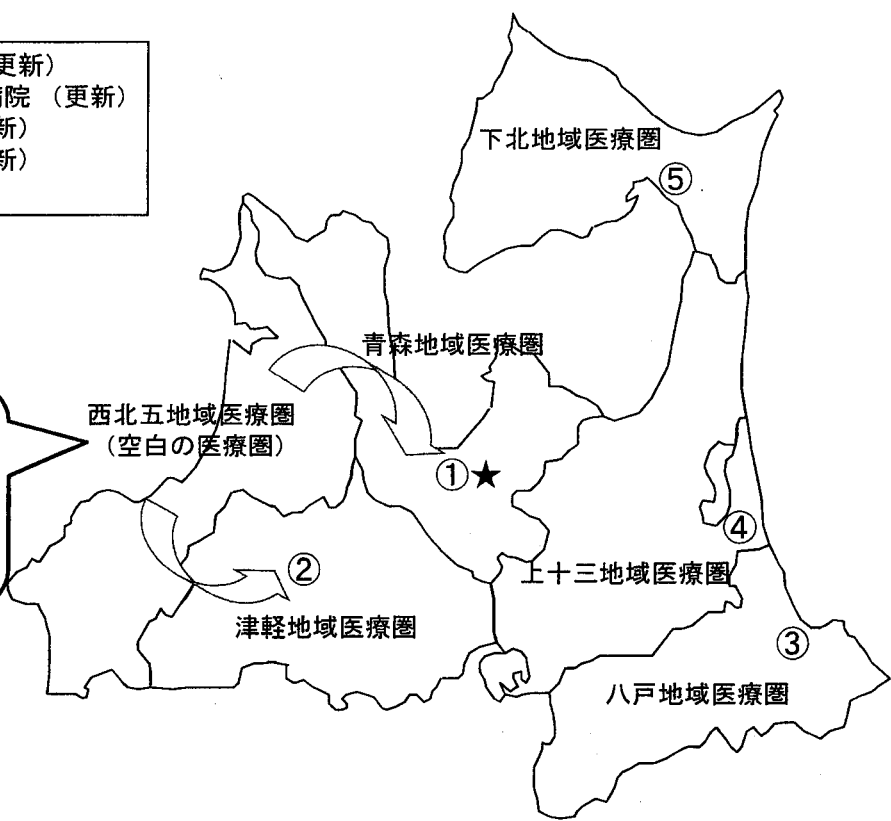 更新)
院 (更新)
新)
新)
下北地域医療圏
⑤
青森地域医療圏
西北五地域医療圏
(空白の医療圏)
①★
④
②
上十三地域医療圏
津軽地域医療圏
③
八戸地域医療圏